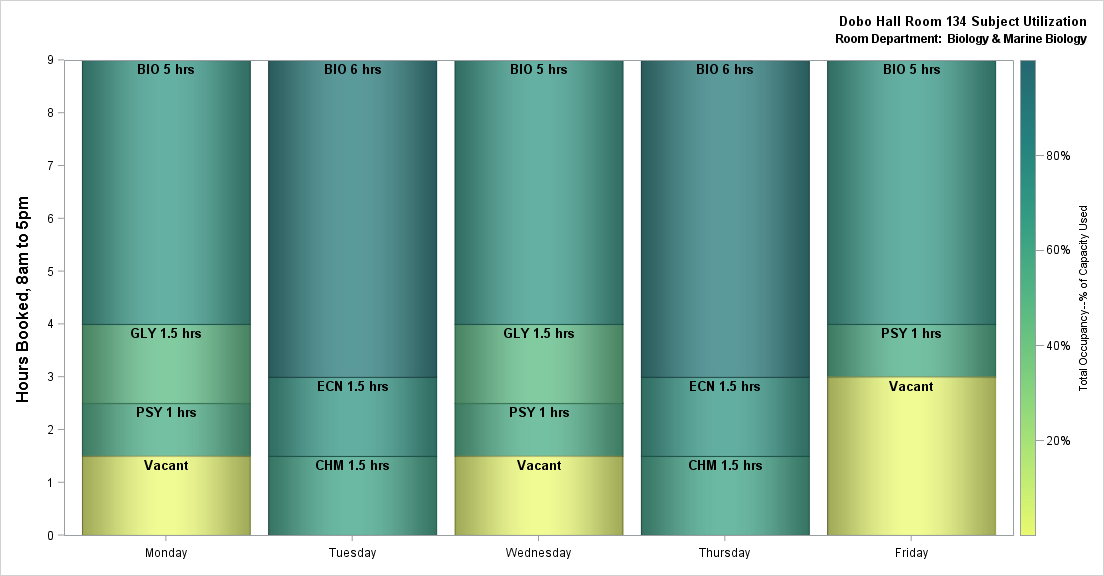 Dobo Hall Room 134 Subject Utilization
Room Department: Biology & Marine Biology
Hours Booked, 8am to 5pm
9
8
7
6
5
4
3
2
1
0
BIO 5 hrs
GLY 1.5 hrs
PSY 1 hrs
Vacant
BIO 6 hrs
ECN 1.5 hrs
CHM 1.5 hrs
BIO 5 hrs
GLY 1.5 hrs
PSY 1 hrs
Vacant
BIO 6 hrs
ECN 1.5 hrs
CHM 1.5 hrs
BIO 5 hrs
PSY 1 hrs
Vacant
Monday
Tuesday
Wednesday
Thursday
Friday
80%
60%
40%
20%
Total Occupancy--% of Capacity Used